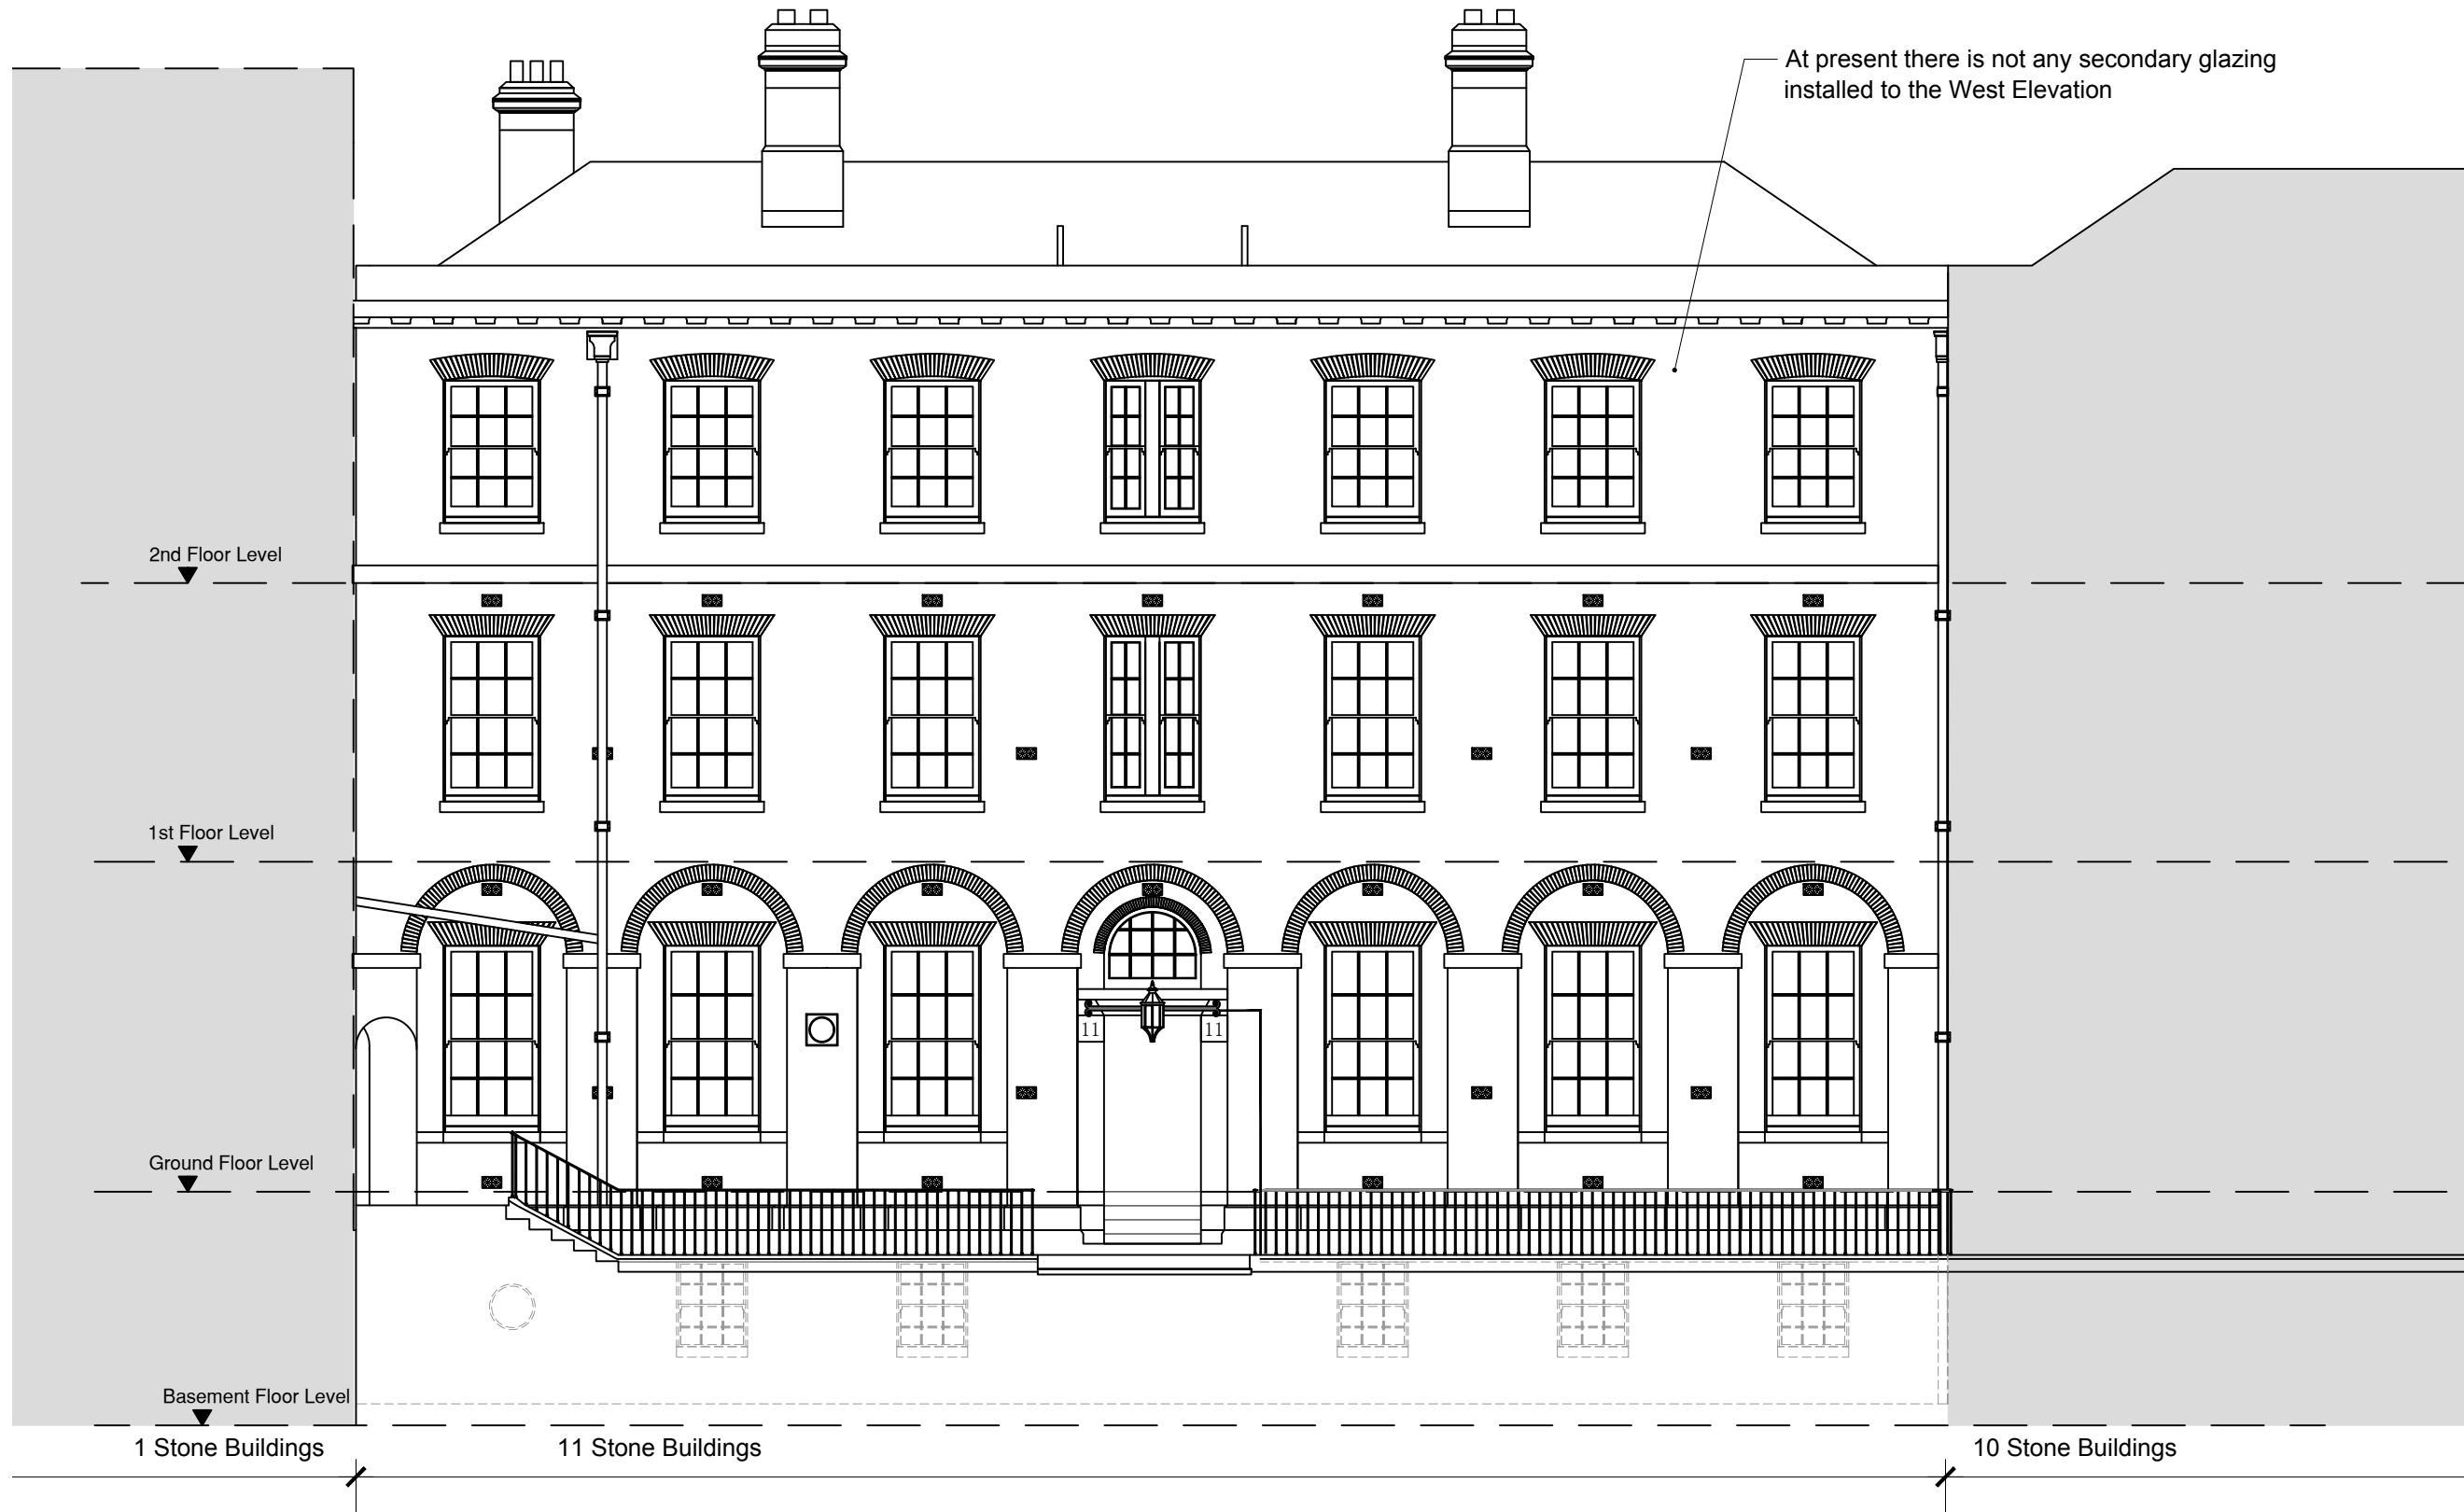 At present there is not any secondary glazing
installed to the West Elevation
2nd Floor Level
1st Floor Level
11 11
Ground Floor Level
Basement Floor Level
1 Stone Buildings
11 Stone Buildings
10 Stone Buildings